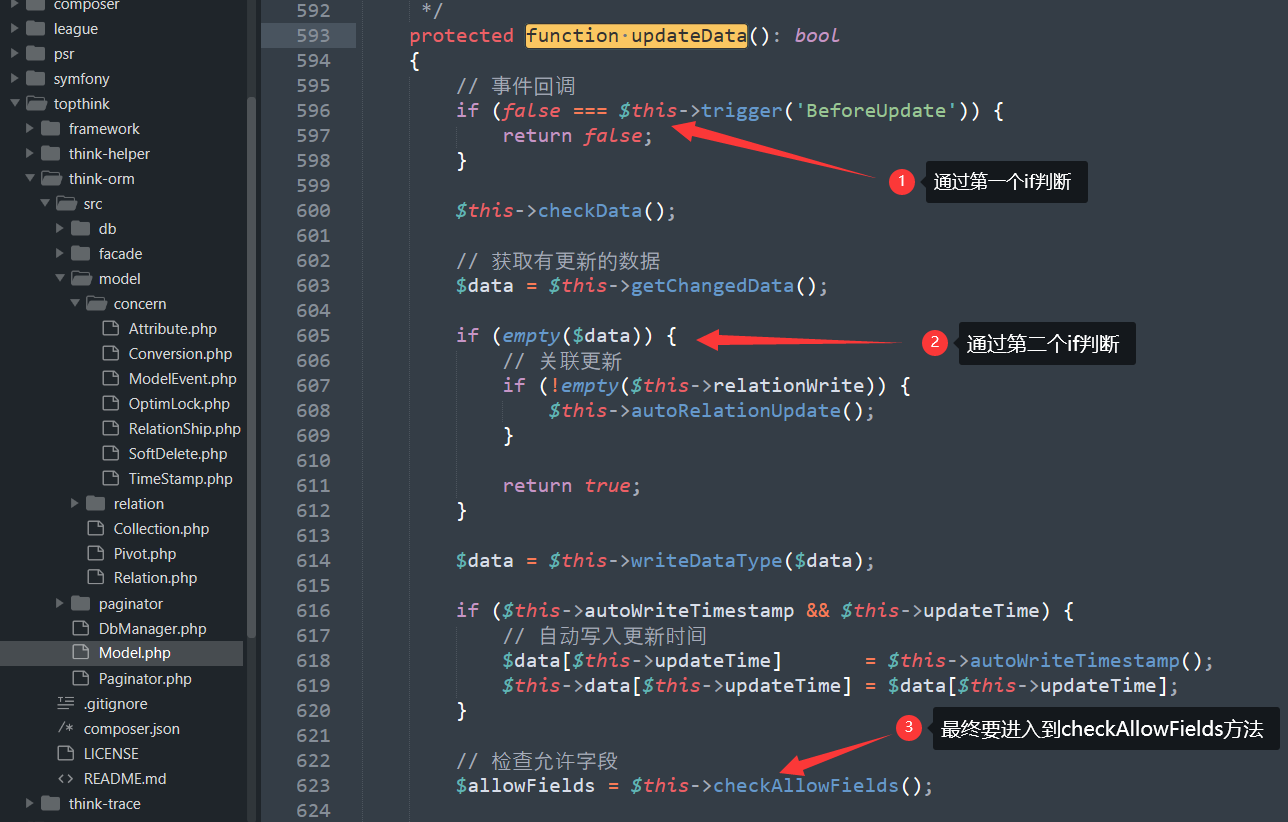 composer
league
psr
symfony
topthink
framework
think-helper
think-orm
src
db
facade
model
concern
Attribute.php
Conversion.php
ModelEvent.php
OptimLock.php
RelationShip.php
SoftDelete.php
TimeStamp.php
relation
Collection.php
Pivot.php
Relation.php
paginator
DbManager.php
Model.php
Paginator.php
.gitignore
/* composer.json
LICENSE
<> README.md
think-trace
592 */
593 protected function·updateData(): bool
594 {
595 // 事件回调
596 if (false === $this->trigger('BeforeUpdate')) {
597 return false;
598 }
1 通过第一个if判断
599
600 $this->checkData();
601
602 // 获取有更新的数据
603 $data = $this->getChangedData();
604
605 if (empty($data)) {
2 通过第二个if判断
606 // 关联更新
607 if (!empty($this->relationWrite)) {
608 $this->autoRelationUpdate();
609 }
610
611 return true;
612 }
613
614 $data = $this->writeDataType($data);
615
616 if ($this->autoWriteTimestamp && $this->updateTime) {
617 // 自动写入更新时间
618 $data[$this->updateTime] = $this->autoWriteTimestamp();
619 $this->data[$this->updateTime] = $data[$this->updateTime];
620 }
621
3 最终要进入到checkAllowFields方法
622 // 检查允许字段
623 $allowFields = $this->checkAllowFields();
624